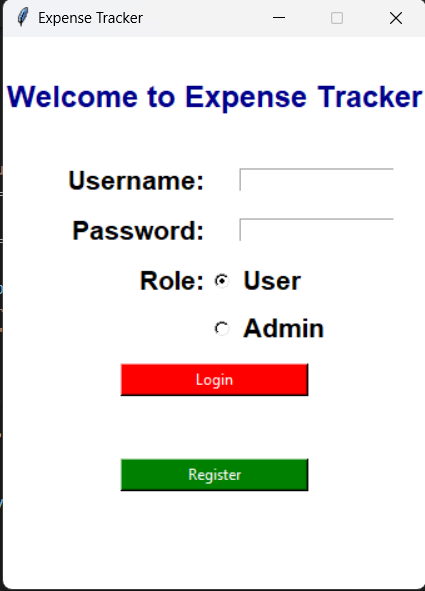 Expense Tracker
Welcome to Expense Tracker
Username:
Password:
Role: User
Admin
Login
Register